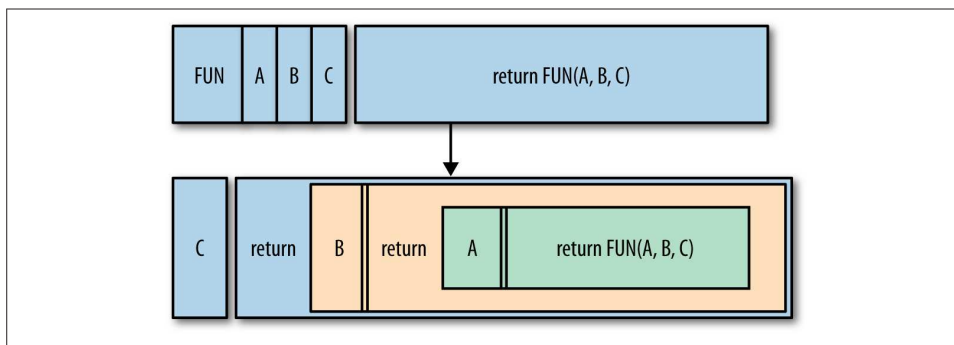 FUN A B C return FUN(A, B, C)
C return B return A return FUN(A, B, C)